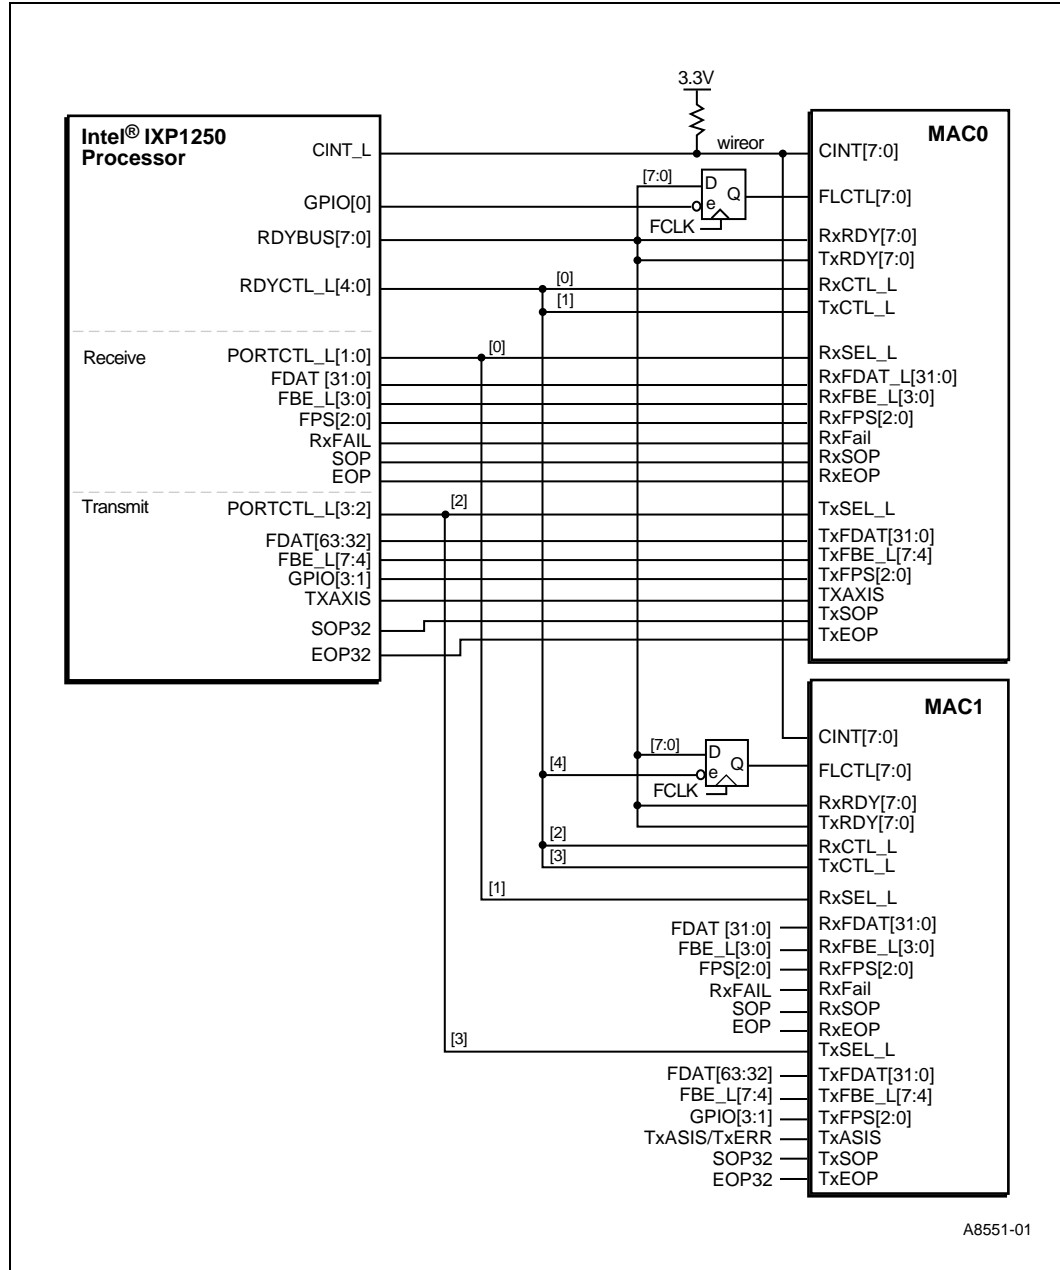 3.3V
Intel® IXP1250
Processor
CINT_L
GPIO[0]
RDYBUS[7:0]
RDYCTL_L[4:0]
Receive
PORTCTL_L[1:0]
FDAT [31:0]
FBE_L[3:0]
FPS[2:0]
RxFAIL
SOP
EOP
Transmit
PORTCTL_L[3:2]
FDAT[63:32]
FBE_L[7:4]
GPIO[3:1]
TXAXIS
SOP32
EOP32
wireor
[7:0]
D
Q
e
FCLK
[0]
[1]
[0]
[2]
MAC0
CINT[7:0]
FLCTL[7:0]
RxRDY[7:0]
TxRDY[7:0]
RxCTL_L
TxCTL_L
RxSEL_L
RxFDAT_L[31:0]
RxFBE_L[3:0]
RxFPS[2:0]
RxFail
RxSOP
RxEOP
TxSEL_L
TxFDAT[31:0]
TxFBE_L[7:4]
TxFPS[2:0]
TXAXIS
TxSOP
TxEOP
[7:0]
D
Q
e
FCLK
[4]
[2]
[3]
[1]
FDAT [31:0]
FBE_L[3:0]
FPS[2:0]
RxFAIL
SOP
EOP
[3]
FDAT[63:32]
FBE_L[7:4]
GPIO[3:1]
TxASIS/TxERR
SOP32
EOP32
MAC1
CINT[7:0]
FLCTL[7:0]
RxRDY[7:0]
TxRDY[7:0]
RxCTL_L
TxCTL_L
RxSEL_L
RxFDAT[31:0]
RxFBE_L[3:0]
RxFPS[2:0]
RxFail
RxSOP
RxEOP
TxSEL_L
TxFDAT[31:0]
TxFBE_L[7:4]
TxFPS[2:0]
TxASIS
TxSOP
TxEOP
A8551-01